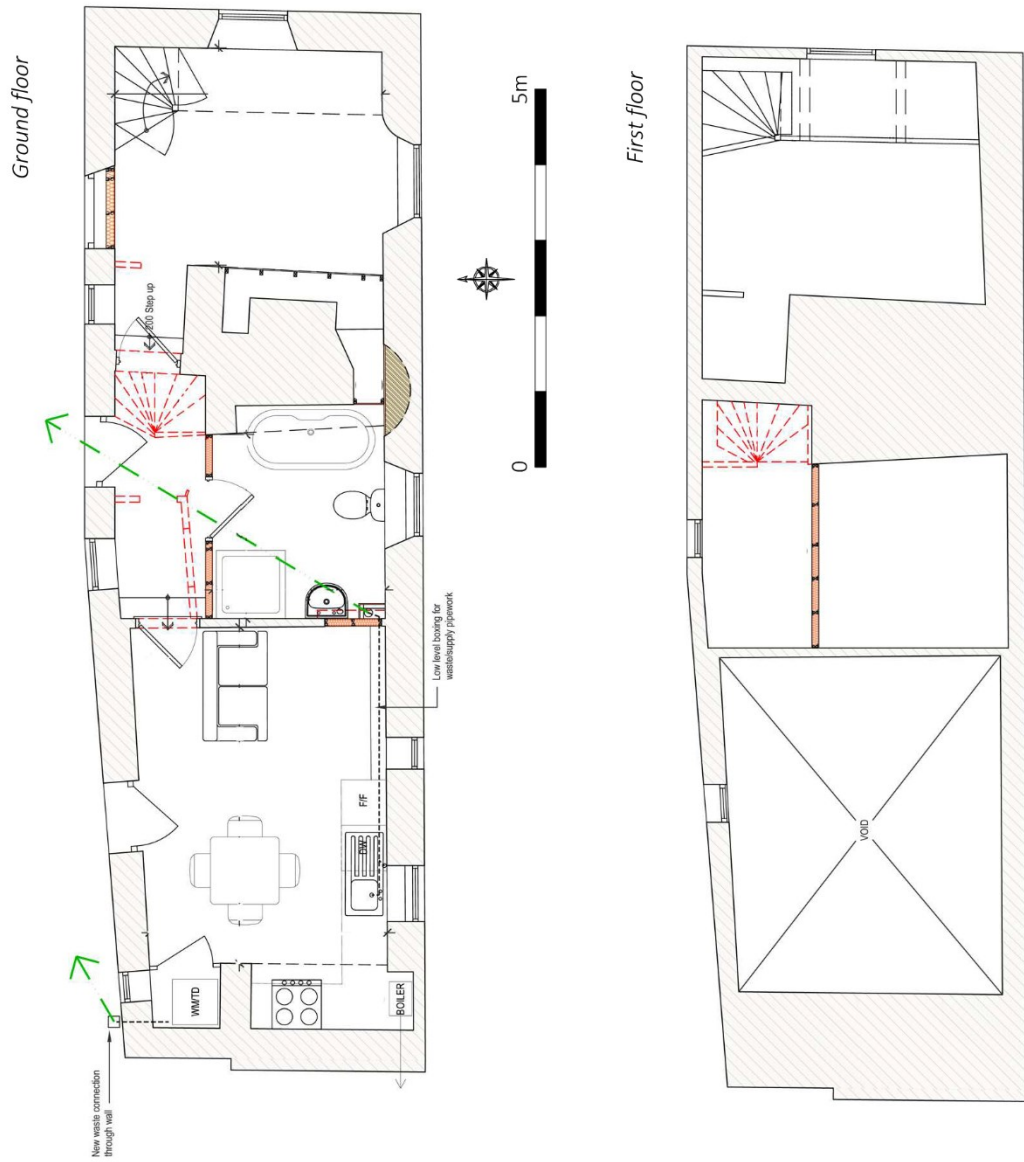 Ground floor
200 Step up
Low level boxing for
waste/supply pipework
F/F
DW
WM/TD
BOILER
New waste connection
through wall
0
5m
First floor
VOID